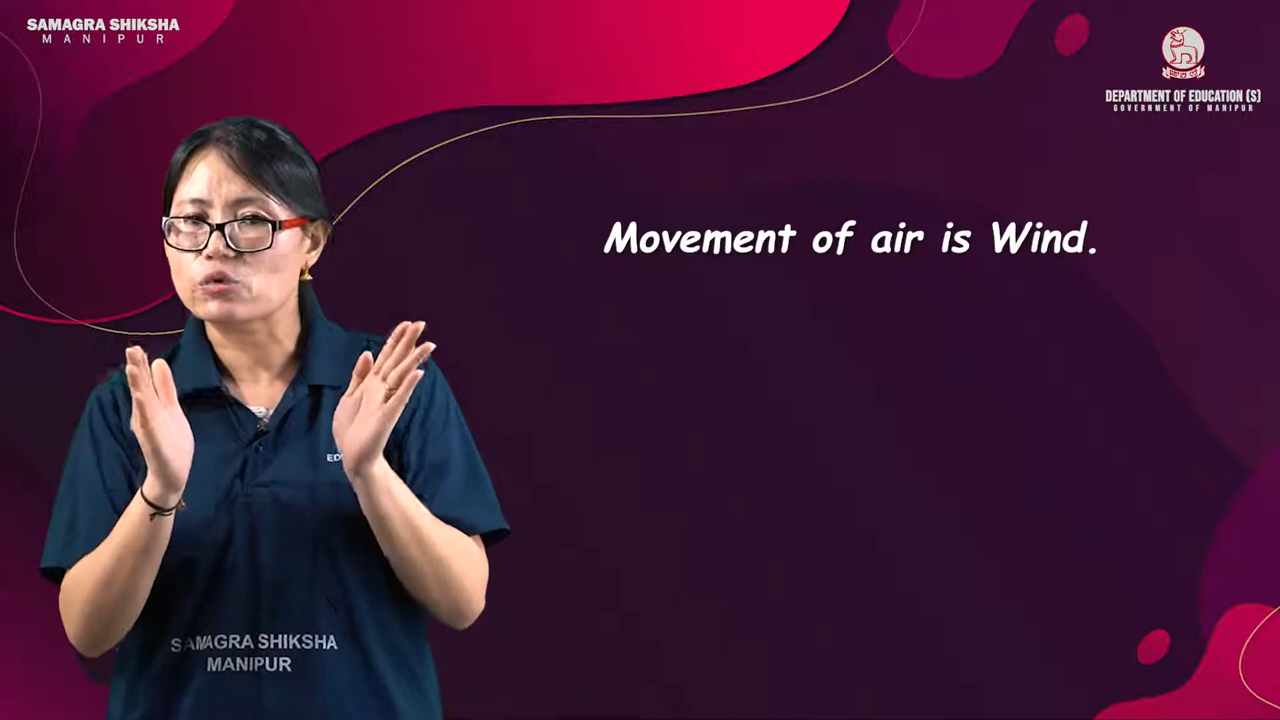 SAMAGRA SHIKSHA
MANIPUR
DEPARTMENT OF EDUCATION (S)
GOVERNMENT OF MANIPUR
Movement of air is Wind.
SAMAGRA SHIKSHA
MANIPUR